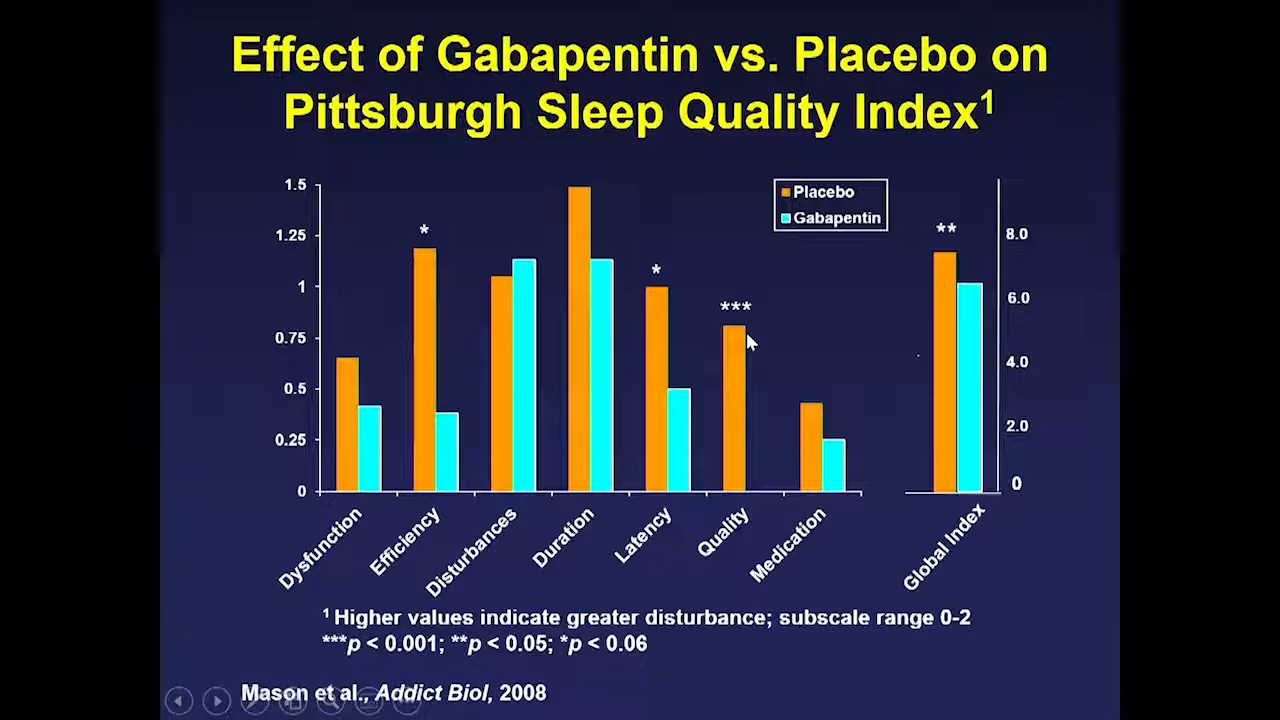 Effect of Gabapentin vs. Placebo on
Pittsburgh Sleep Quality Index¹
1.5
1.25
1
0.75
0.5
0.25
0
*
*
***
Placebo
Gabapentin
**
8.0
6.0
4.0
2.0
0
Dysfunction
Efficiency
Disturbances
Duration
Latency
Quality
Medication
Global Index
¹ Higher values indicate greater disturbance; subscale range 0-2
***p < 0.001; **p < 0.05; *p < 0.06
Mason et al., Addict Biol, 2008